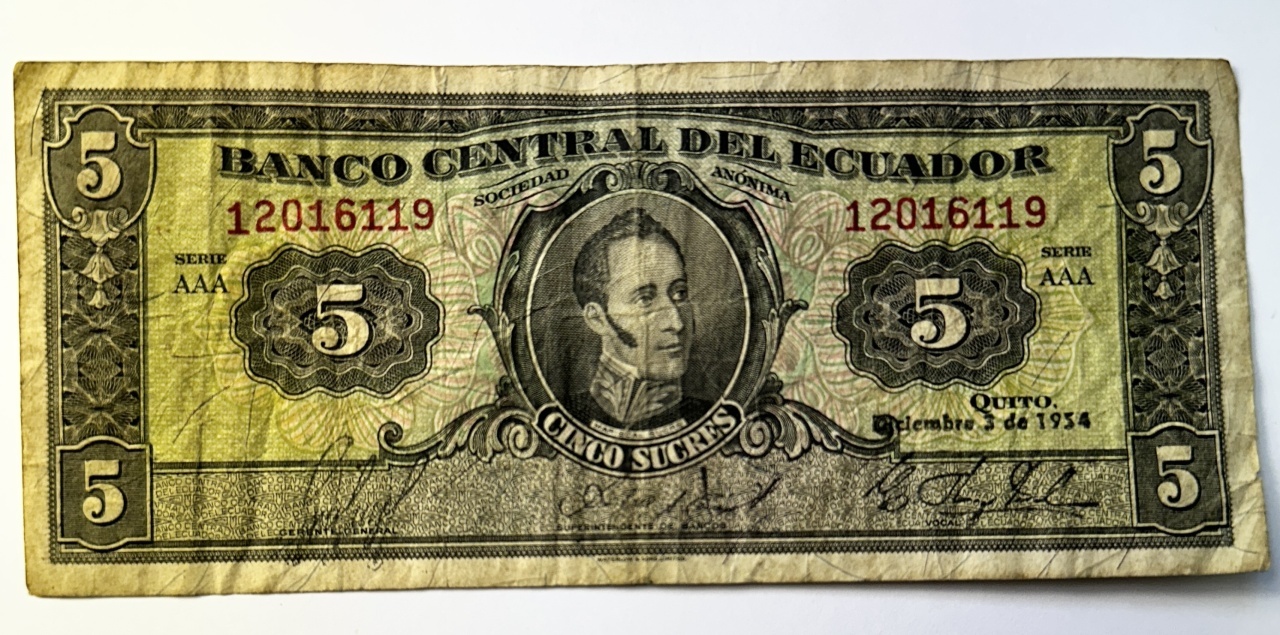 5 5
BANCO CENTRAL DEL ECUADOR
SOCIEDAD ANÓNIMA
12016119 12016119
SERIE SERIE
AAA AAA
5 5
QUITO,
Diciembre 3 de 1954
CINCO SUCRES
5 5
GERENTE GENERAL SUPERINTENDENTE DE BANCOS VOCAL